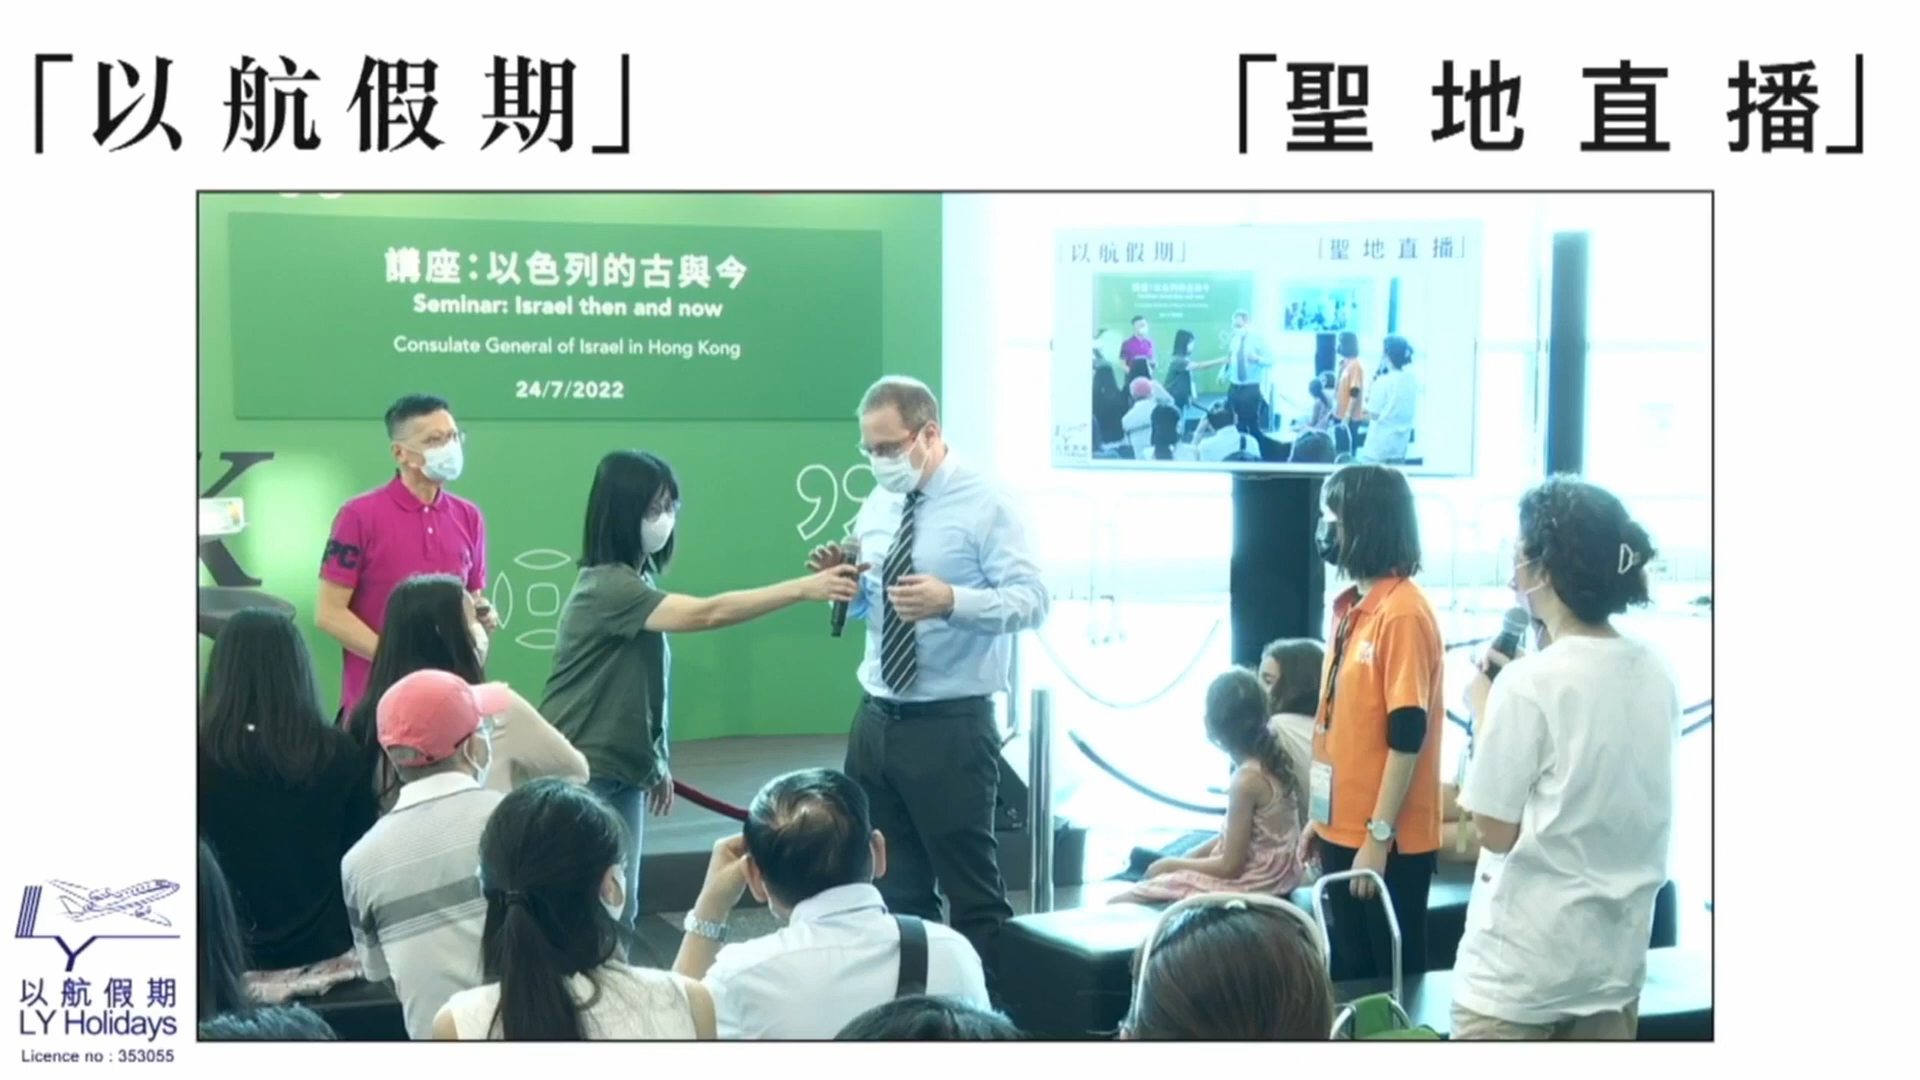 「以航假期」
「聖地直播」
講座：以色列的古與今
Seminar: Israel then and now
Consulate General of Israel in Hong Kong
24/7/2022
以航假期」
「聖地直播」
PC
K
以航假期
LY Holidays
Licence no : 353055